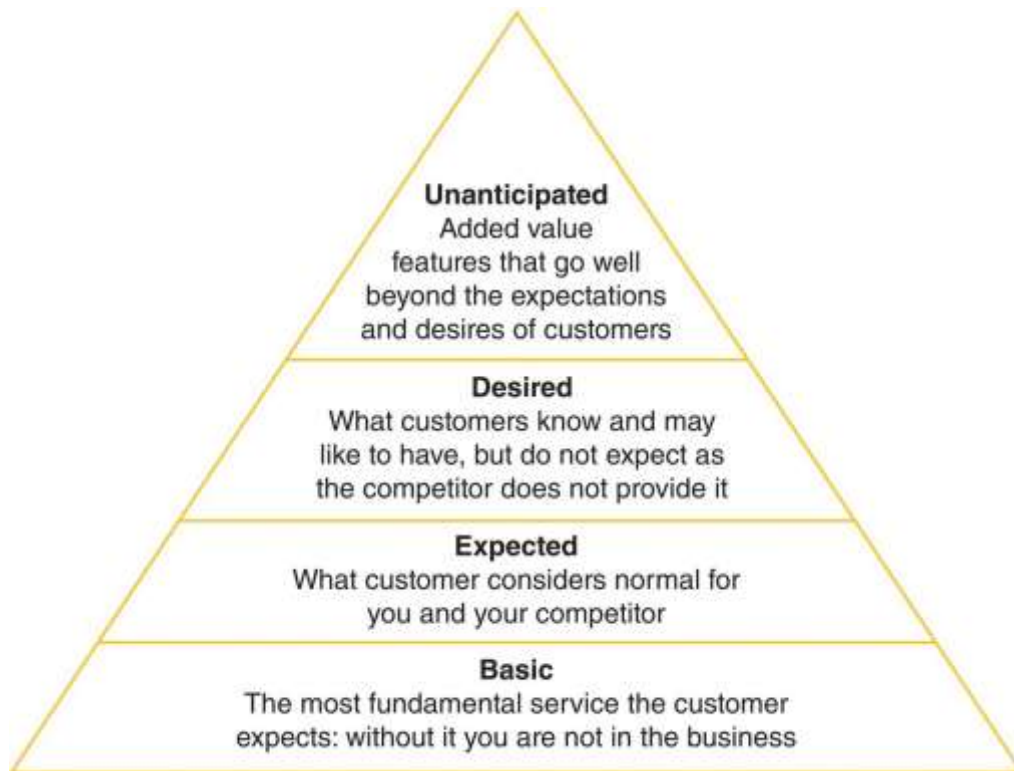 Unanticipated
Added value
features that go well
beyond the expectations
and desires of customers
Desired
What customers know and may
like to have, but do not expect as
the competitor does not provide it
Expected
What customer considers normal for
you and your competitor
Basic
The most fundamental service the customer
expects: without it you are not in the business